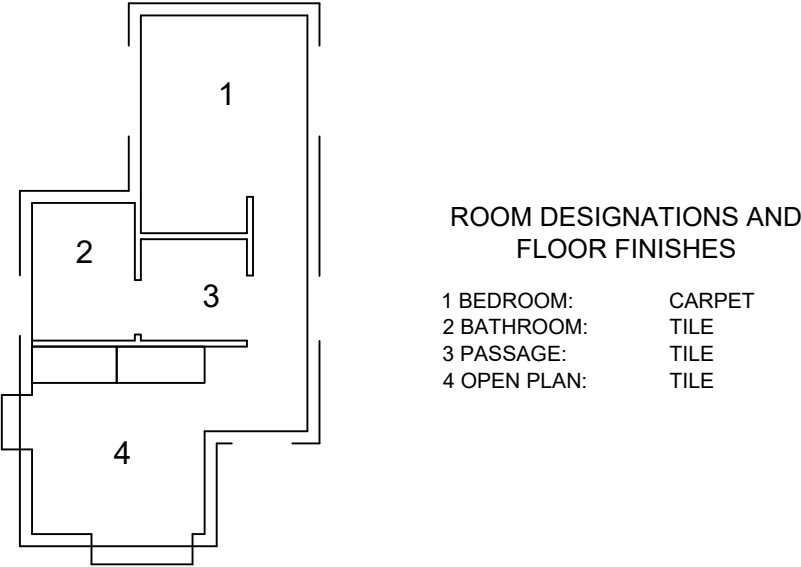 1
2
3
4
ROOM DESIGNATIONS AND
FLOOR FINISHES
1 BEDROOM: CARPET
2 BATHROOM: TILE
3 PASSAGE: TILE
4 OPEN PLAN: TILE